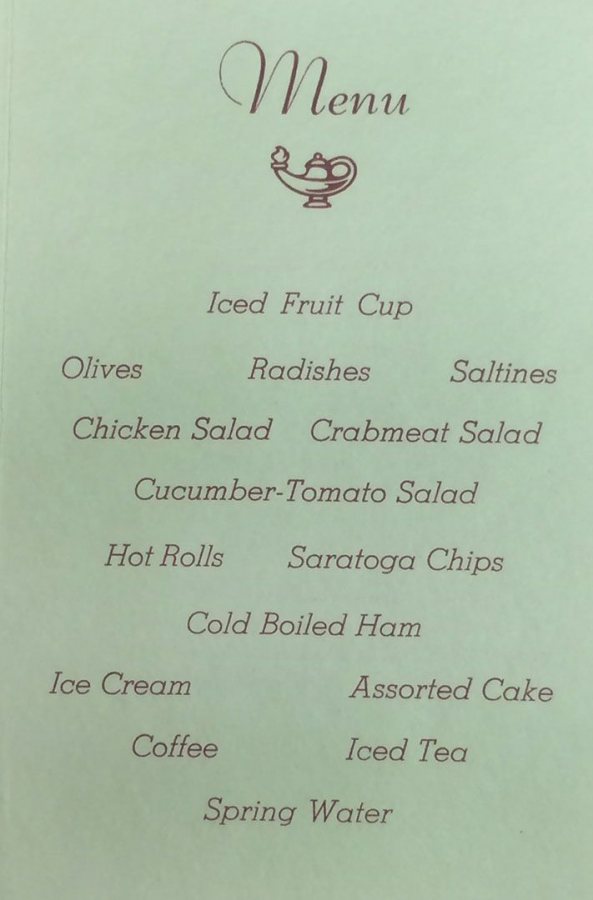 Menu
Iced Fruit Cup
Olives Radishes Saltines
Chicken Salad Crabmeat Salad
Cucumber-Tomato Salad
Hot Rolls Saratoga Chips
Cold Boiled Ham
Ice Cream Assorted Cake
Coffee Iced Tea
Spring Water